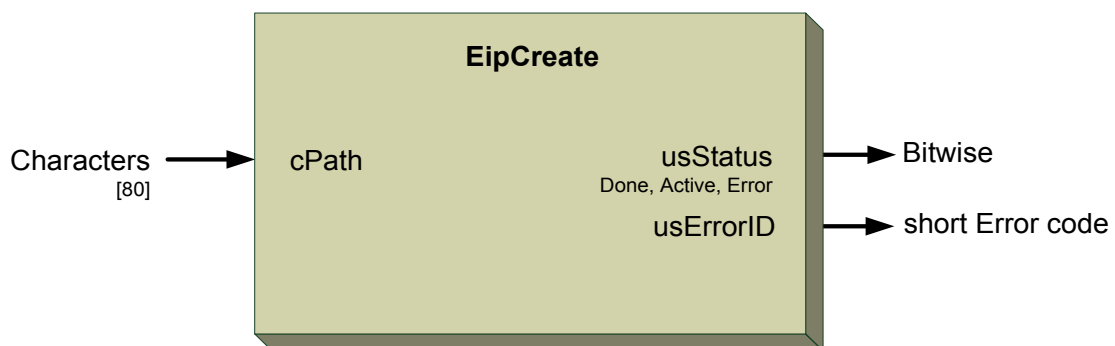 EipCreate
Characters
[80]
cPath
usStatus
Done, Active, Error
Bitwise
usErrorID
short Error code